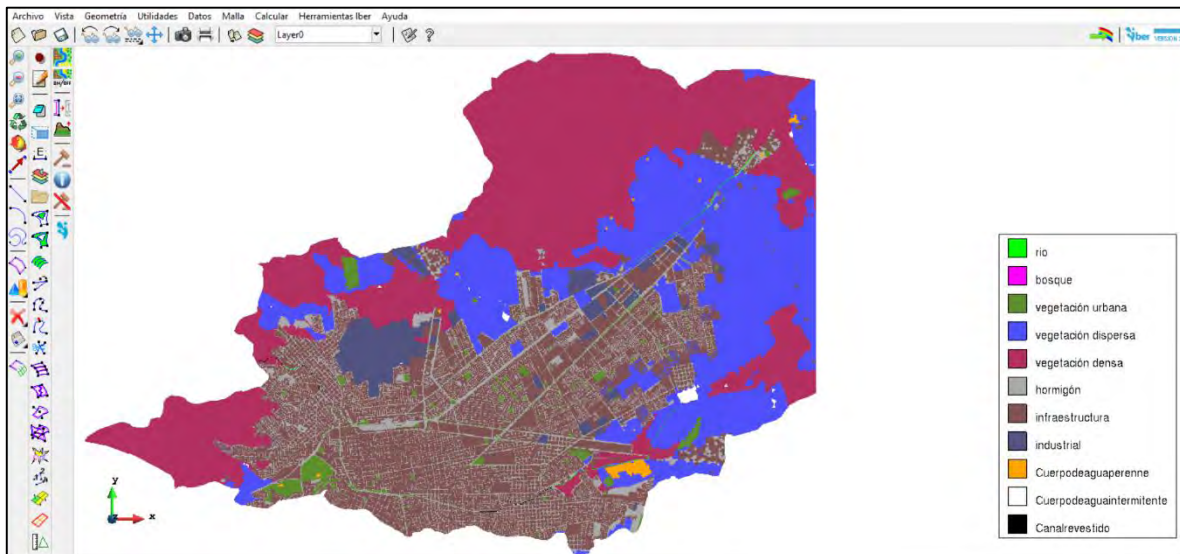 Archivo Vista Geometría Utilidades Datos Malla Calcular Herramientas Iber Ayuda
Layer0
Iber
y
x
rio
bosque
vegetación urbana
vegetación dispersa
vegetación densa
hormigón
infraestructura
industrial
Cuerpodeaguaperenne
Cuerpodeaguaintermitente
Canalrevestido